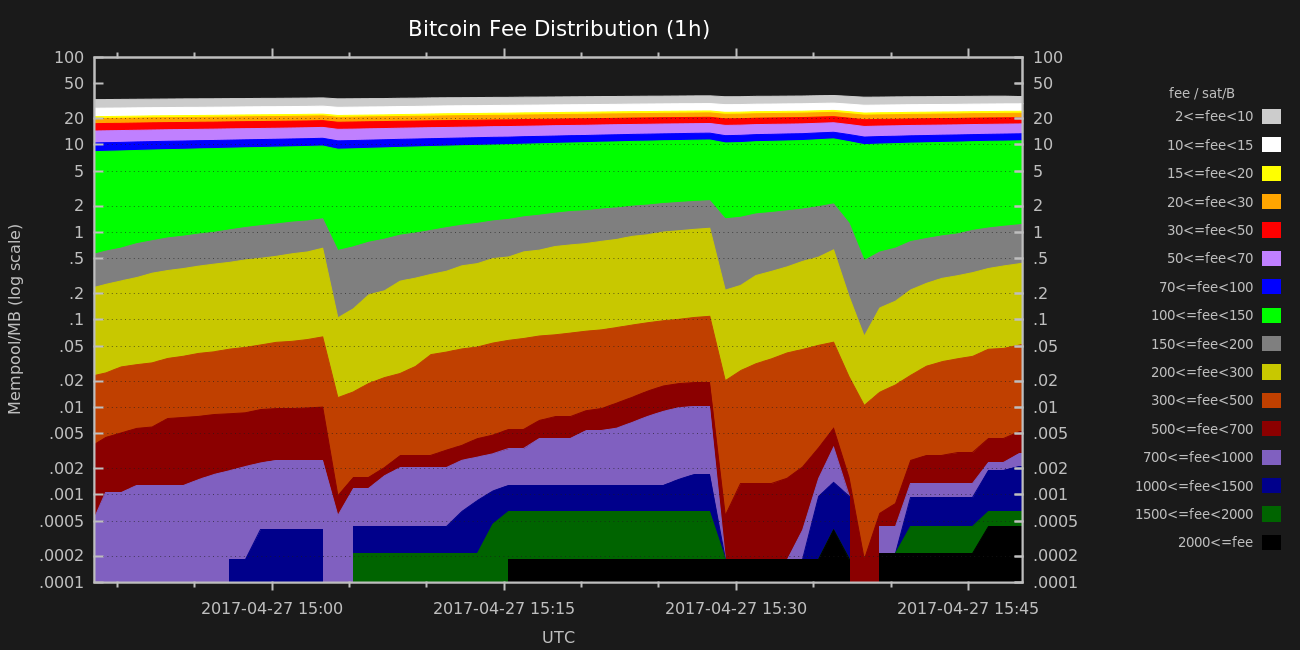 Bitcoin Fee Distribution (1h)
Mempool/MB (log scale)
100
50
20
10
5
2
1
.5
.2
.1
.05
.02
.01
.005
.002
.001
.0005
.0002
.0001
100
50
20
10
5
2
1
.5
.2
.1
.05
.02
.01
.005
.002
.001
.0005
.0002
.0001
2017-04-27 15:00
2017-04-27 15:15
2017-04-27 15:30
2017-04-27 15:45
UTC
fee / sat/B
2<=fee<10
10<=fee<15
15<=fee<20
20<=fee<30
30<=fee<50
50<=fee<70
70<=fee<100
100<=fee<150
150<=fee<200
200<=fee<300
300<=fee<500
500<=fee<700
700<=fee<1000
1000<=fee<1500
1500<=fee<2000
2000<=fee